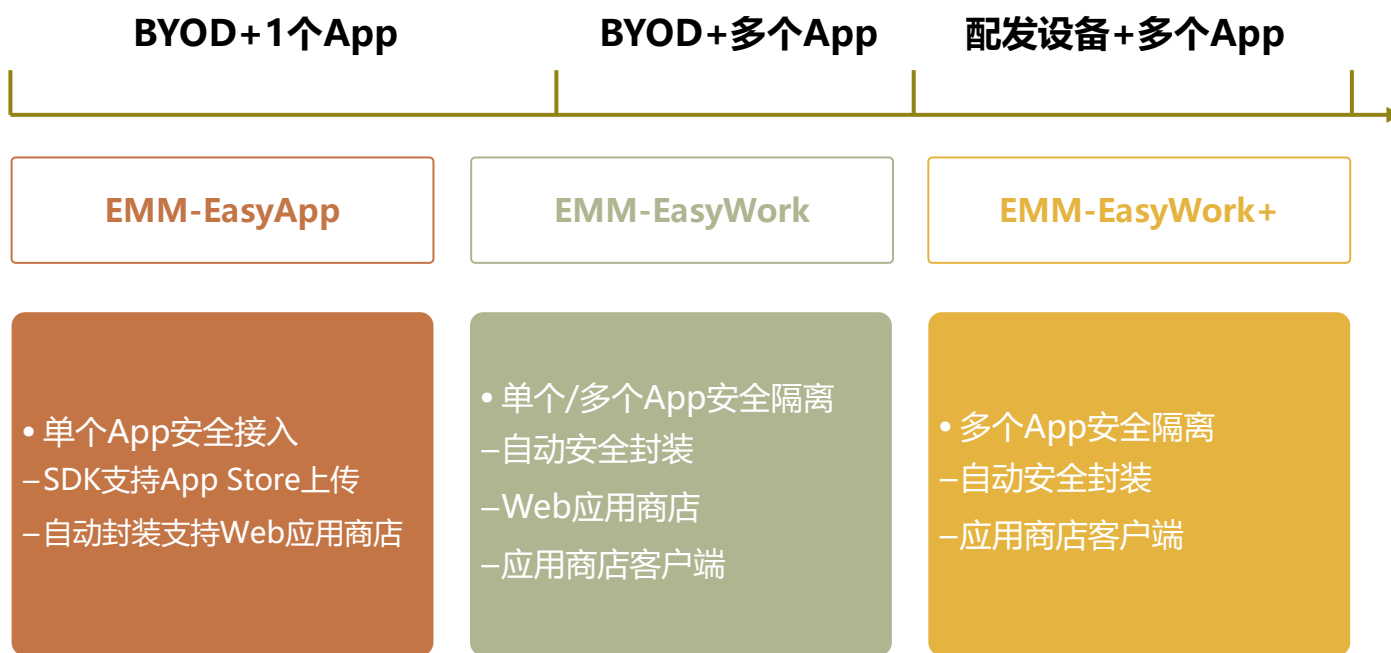 BYOD+1个App
BYOD+多个App
配发设备+多个App
EMM-EasyApp
EMM-EasyWork
EMM-EasyWork+
• 单个App安全接入
–SDK支持App Store上传
–自动封装支持Web应用商店
• 单个/多个App安全隔离
–自动安全封装
–Web应用商店
–应用商店客户端
• 多个App安全隔离
–自动安全封装
–应用商店客户端